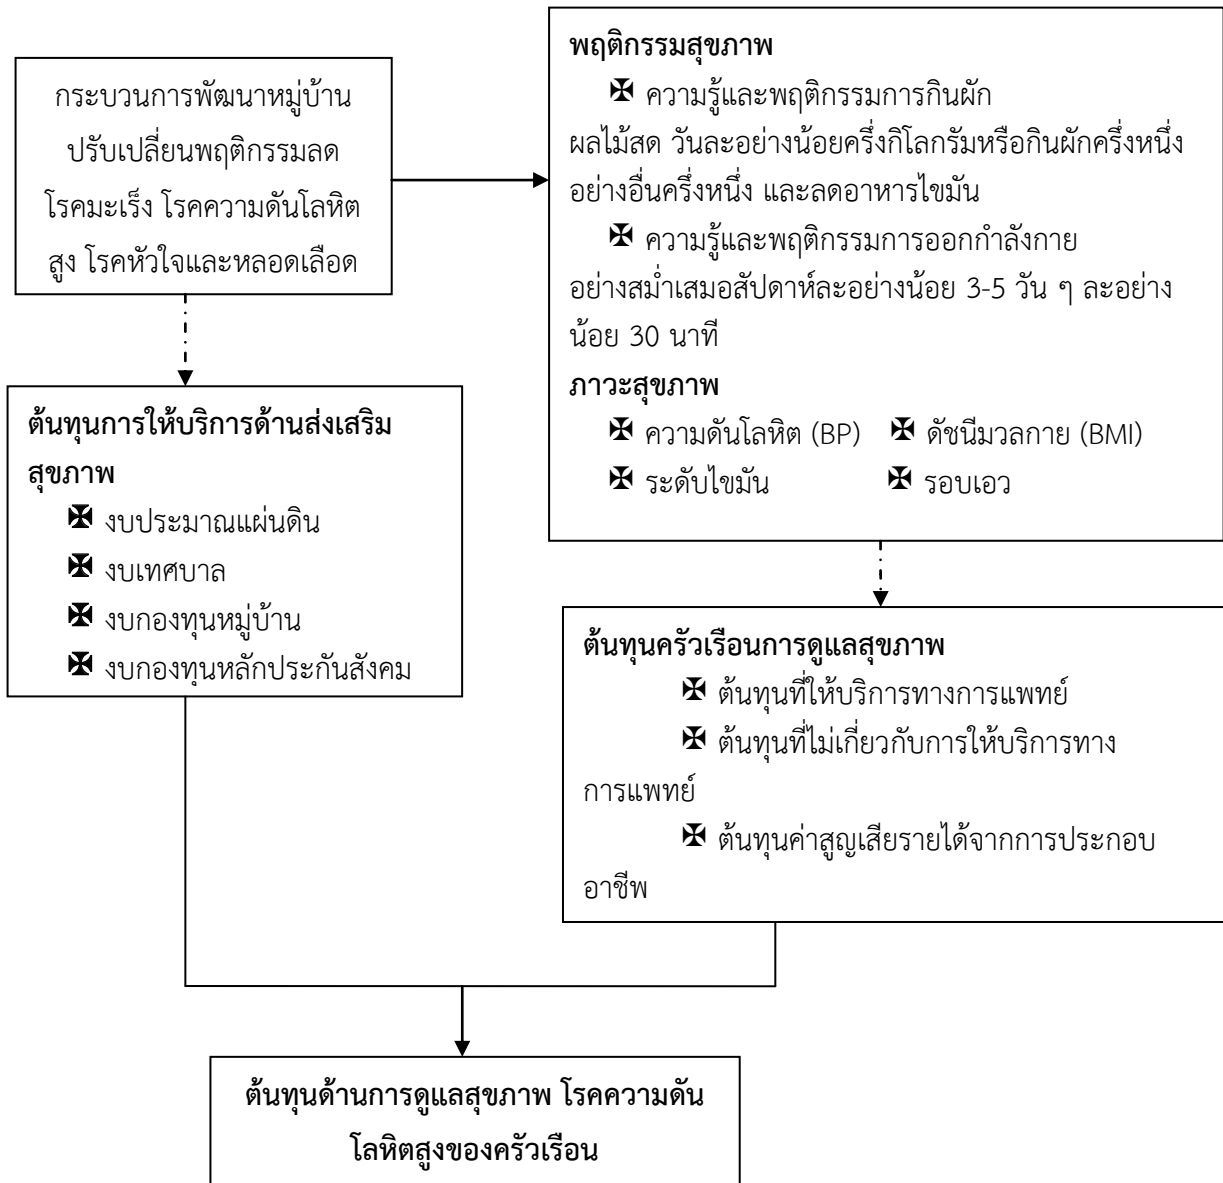 กระบวนการพัฒนาหมู่บ้าน
ปรับเปลี่ยนพฤติกรรมลด
โรคมะเร็ง โรคความดันโลหิต
สูง โรคหัวใจและหลอดเลือด
พฤติกรรมสุขภาพ
✠ ความรู้และพฤติกรรมการกินผัก
ผลไม้สด วันละอย่างน้อยครึ่งกิโลกรัมหรือกินผักครึ่งหนึ่ง
อย่างอื่นครึ่งหนึ่ง และลดอาหารไขมัน
✠ ความรู้และพฤติกรรมการออกกำลังกาย
อย่างสม่ำเสมอสัปดาห์ละอย่างน้อย 3-5 วัน ๆ ละอย่าง
น้อย 30 นาที
ภาวะสุขภาพ
✠ ความดันโลหิต (BP) ✠ ดัชนีมวลกาย (BMI)
✠ ระดับไขมัน ✠ รอบเอว
ต้นทุนการให้บริการด้านส่งเสริม
สุขภาพ
✠ งบประมาณแผ่นดิน
✠ งบเทศบาล
✠ งบกองทุนหมู่บ้าน
✠ งบกองทุนหลักประกันสังคม
ต้นทุนครัวเรือนการดูแลสุขภาพ
✠ ต้นทุนที่ให้บริการทางการแพทย์
✠ ต้นทุนที่ไม่เกี่ยวกับการให้บริการทาง
การแพทย์
✠ ต้นทุนค่าสูญเสียรายได้จากการประกอบ
อาชีพ
ต้นทุนด้านการดูแลสุขภาพ โรคความดัน
โลหิตสูงของครัวเรือน